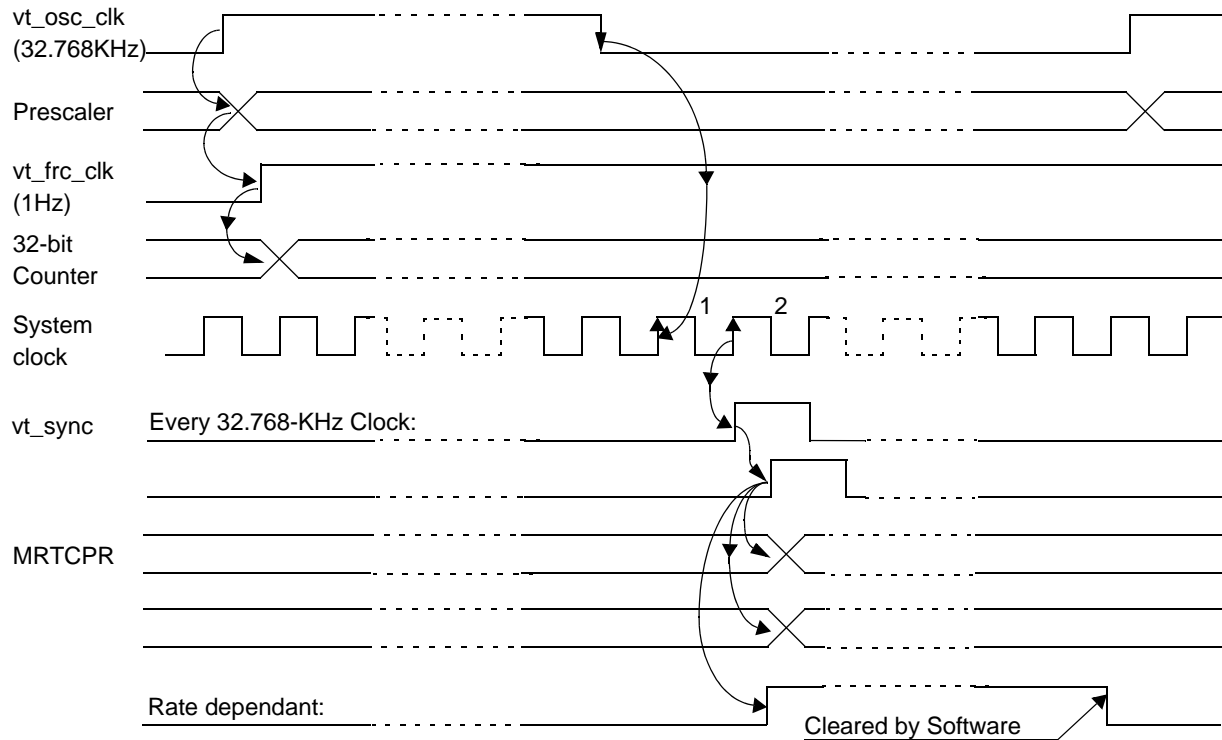 vt_osc_clk
(32.768KHz)
Prescaler
vt_frc_clk
(1Hz)
32-bit
Counter
1
2
System
clock
vt_sync
Every 32.768-KHz Clock:
MRTCPR
Rate dependant:
Cleared by Software